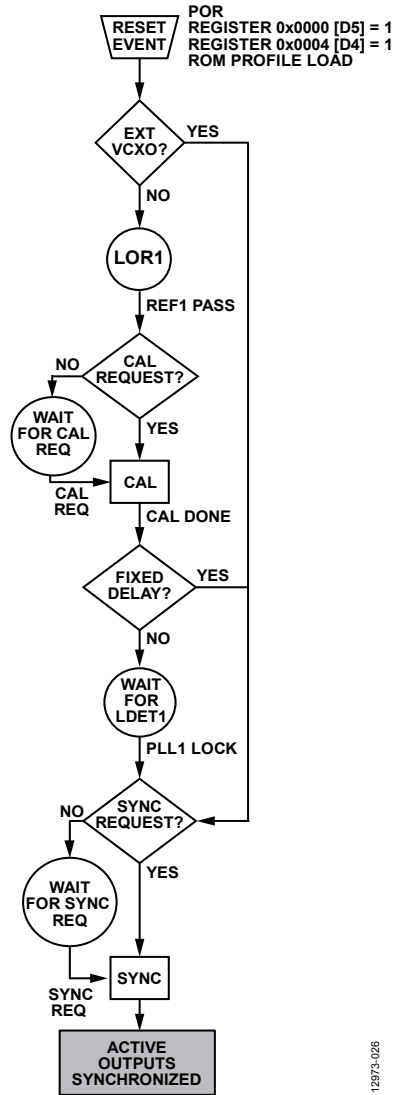 RESET
EVENT
POR
REGISTER 0x0000 [D5] = 1
REGISTER 0x0004 [D4] = 1
ROM PROFILE LOAD
EXT
VCXO?
YES
NO
LOR1
REF1 PASS
CAL
REQUEST?
NO
YES
WAIT
FOR CAL
REQ
CAL
REQ
CAL
CAL DONE
FIXED
DELAY?
YES
NO
WAIT
FOR
LDET1
PLL1 LOCK
SYNC
REQUEST?
NO
YES
WAIT
FOR SYNC
REQ
SYNC
REQ
SYNC
ACTIVE
OUTPUTS
SYNCHRONIZED
12973-026